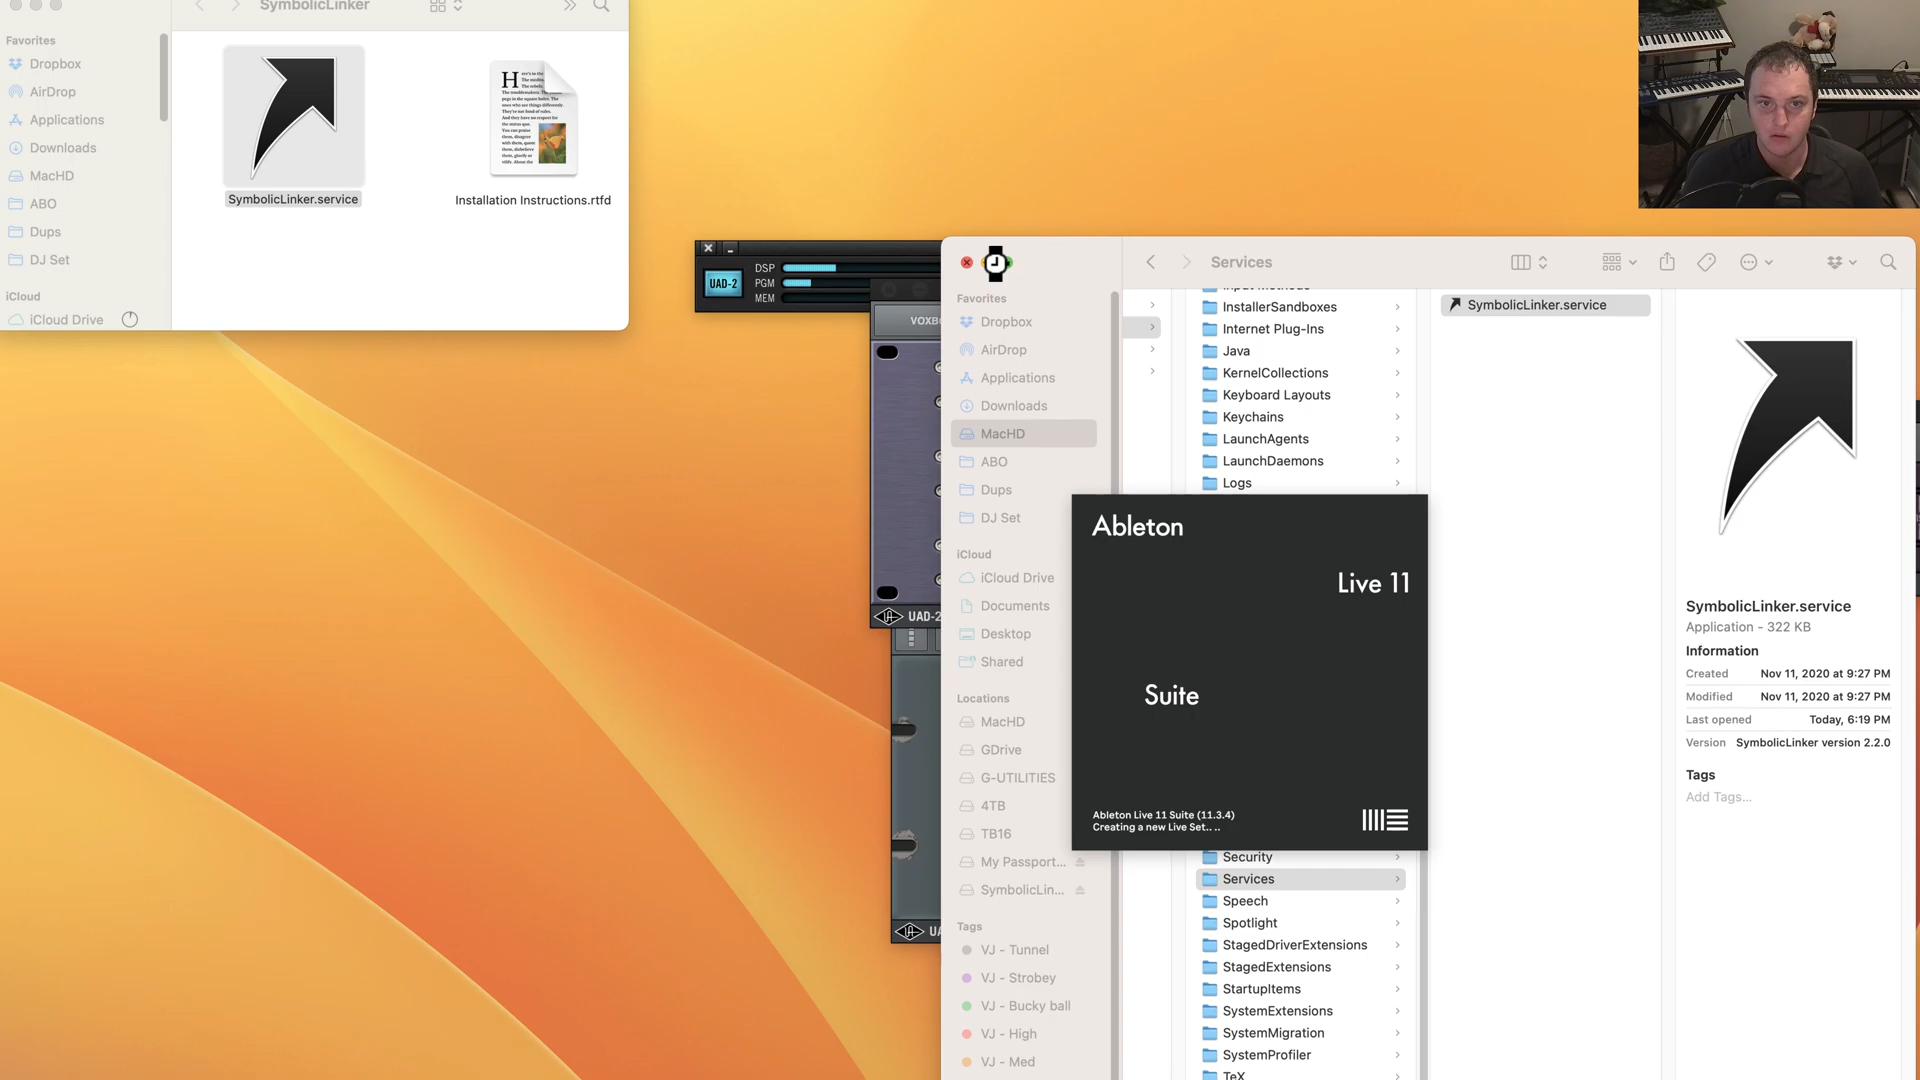 SymbolicLinker
Favorites
Dropbox
AirDrop
Applications
Downloads
MacHD
ABO
Dups
DJ Set
iCloud
iCloud Drive
SymbolicLinker.service
Installation Instructions.rtfd
UAD-2
DSP
PGM
MEM
UAD-2
Services
Favorites
Dropbox
AirDrop
Applications
Downloads
MacHD
ABO
Dups
DJ Set
iCloud
iCloud Drive
Documents
Desktop
Shared
Locations
MacHD
GDrive
G-UTILITIES
4TB
TB16
My Passport...
SymbolicLin...
Tags
VJ - Tunnel
VJ - Strobey
VJ - Bucky ball
VJ - High
VJ - Med
Input Methods
InstallerSandboxes
Internet Plug-Ins
Java
KernelCollections
Keyboard Layouts
Keychains
LaunchAgents
LaunchDaemons
Logs
Security
Services
Speech
Spotlight
StagedDriverExtensions
StagedExtensions
StartupItems
SystemExtensions
SystemMigration
SystemProfiler
TeX
Ableton
Live 11
Suite
Ableton Live 11 Suite (11.3.4)
Creating a new Live Set.. ..
SymbolicLinker.service
SymbolicLinker.service
Application - 322 KB
Information
Created Nov 11, 2020 at 9:27 PM
Modified Nov 11, 2020 at 9:27 PM
Last opened Today, 6:19 PM
Version SymbolicLinker version 2.2.0
Tags
Add Tags...